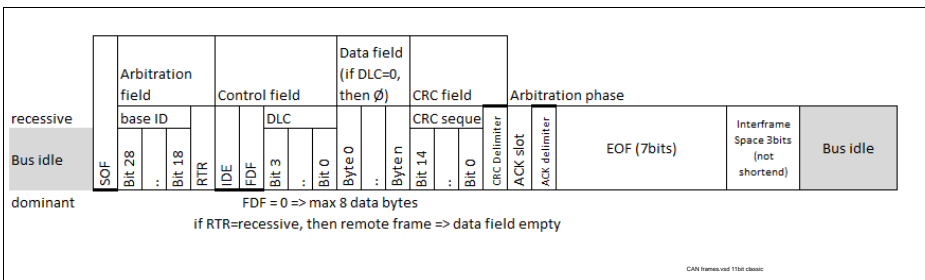 Data field
Arbitration
(if DLC=0,
field
Control field
then Ø)
CRC field
Arbitration phase
recessive
base ID
DLC
CRC seque
Bus idle
SOF
Bit 28
..
Bit 18
RTR
IDE
FDF
Bit 3
..
Bit 0
Byte 0
..
Byte n
Bit 14
..
Bit 0
CRC Delimiter
ACK slot
ACK delimiter
EOF (7bits)
Interframe
Space 3bits
(not
shortend)
Bus idle
dominant
FDF = 0 => max 8 data bytes
if RTR=recessive, then remote frame => data field empty
CAN frames.vsd 11bit classic